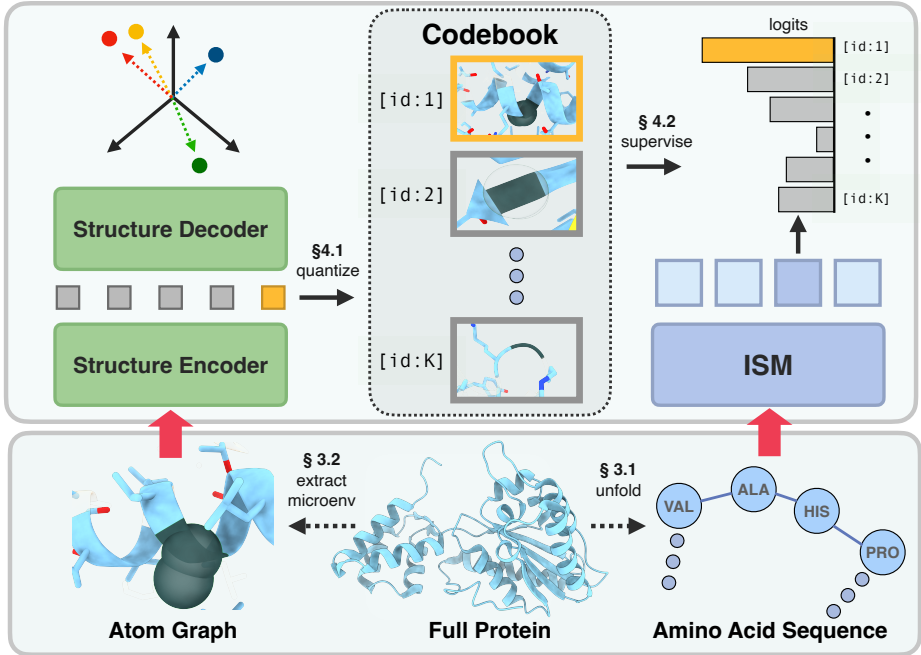 Codebook
logits
[id:1]
[id:1]
[id:2]
§ 4.2
supervise
[id:2]
[id:K]
Structure Decoder
§4.1
quantize
Structure Encoder
[id:K]
ISM
§ 3.2
extract
microenv
§ 3.1
unfold
VAL
ALA
HIS
PRO
Atom Graph
Full Protein
Amino Acid Sequence